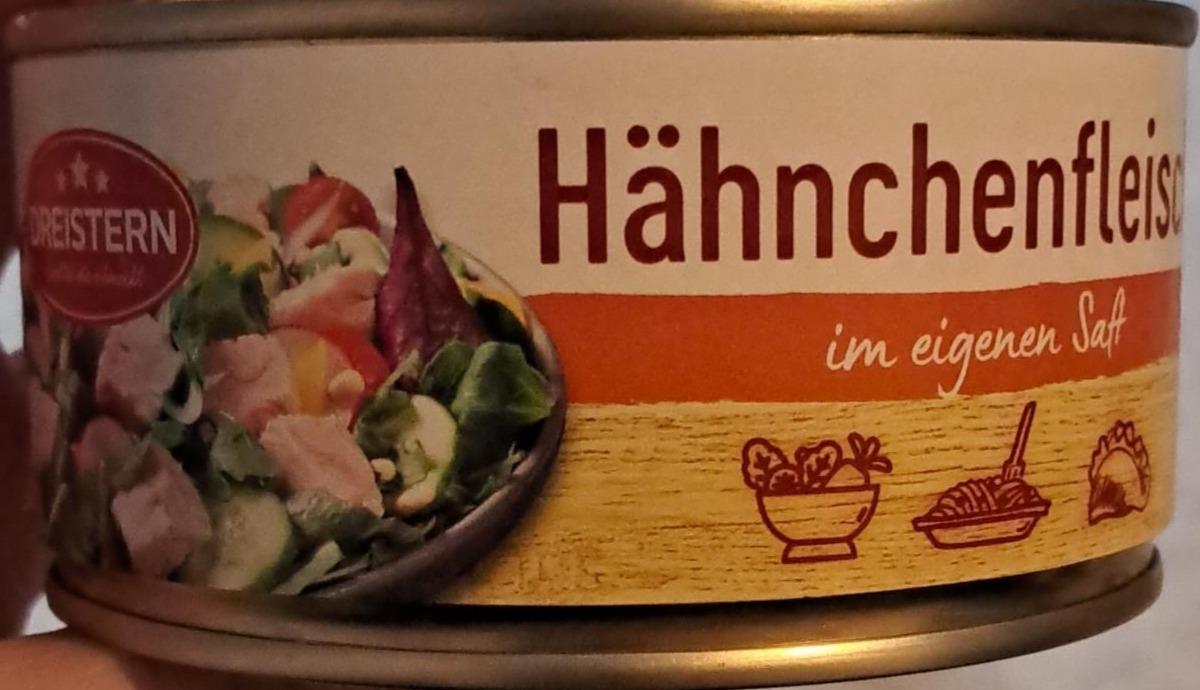 DREISTERN
Hähnchenfleisc
im eigenen Saft